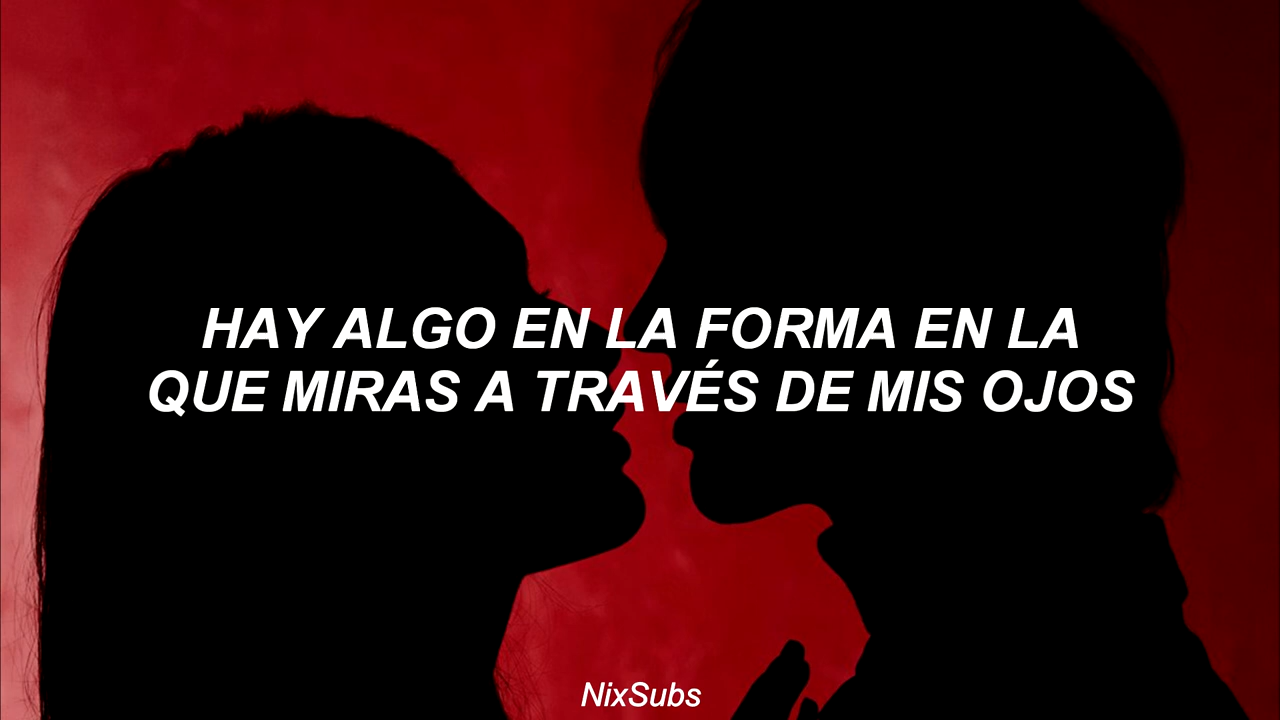 HAY ALGO EN LA FORMA EN LA
QUE MIRAS A TRAVÉS DE MIS OJOS
NixSubs